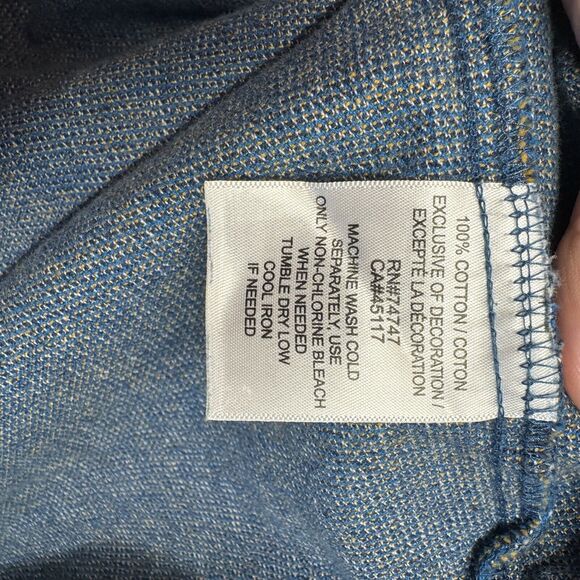 100% COTTON / COTON
EXCLUSIVE OF DECORATION /
EXCEPTÉ LA DÉCORATION
RN#74747
CA#45117
MACHINE WASH COLD
SEPARATELY, USE
ONLY NON-CHLORINE BLEACH
WHEN NEEDED
TUMBLE DRY LOW
COOL IRON
IF NEEDED